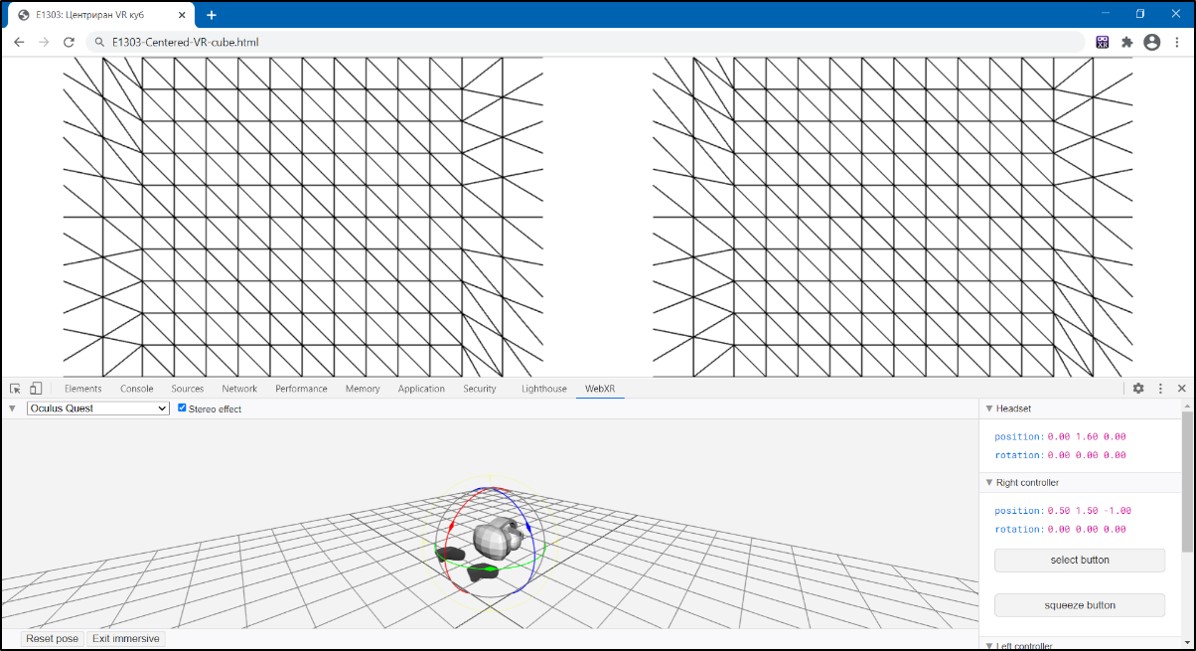 E1303: Центриран VR куб
E1303-Centered-VR-cube.html
Elements Console Sources Network Performance Memory Application Security Lighthouse WebXR
Oculus Quest Stereo effect
Headset
position: 0.00 1.60 0.00
rotation: 0.00 0.00 0.00
Right controller
position: 0.50 1.50 -1.00
rotation: 0.00 0.00 0.00
select button
squeeze button
Left controller
Reset pose Exit immersive